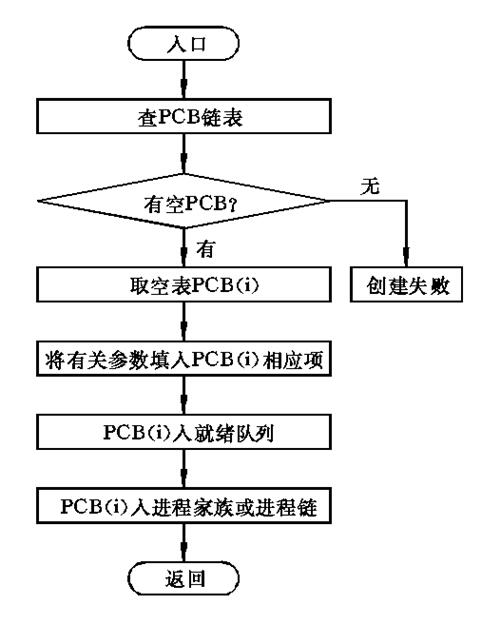 入口
查PCB链表
有空PCB?
无
有
取空表PCB(i)
创建失败
将有关参数填入PCB(i)相应项
PCB(i)入就绪队列
PCB(i)入进程家族或进程链
返回